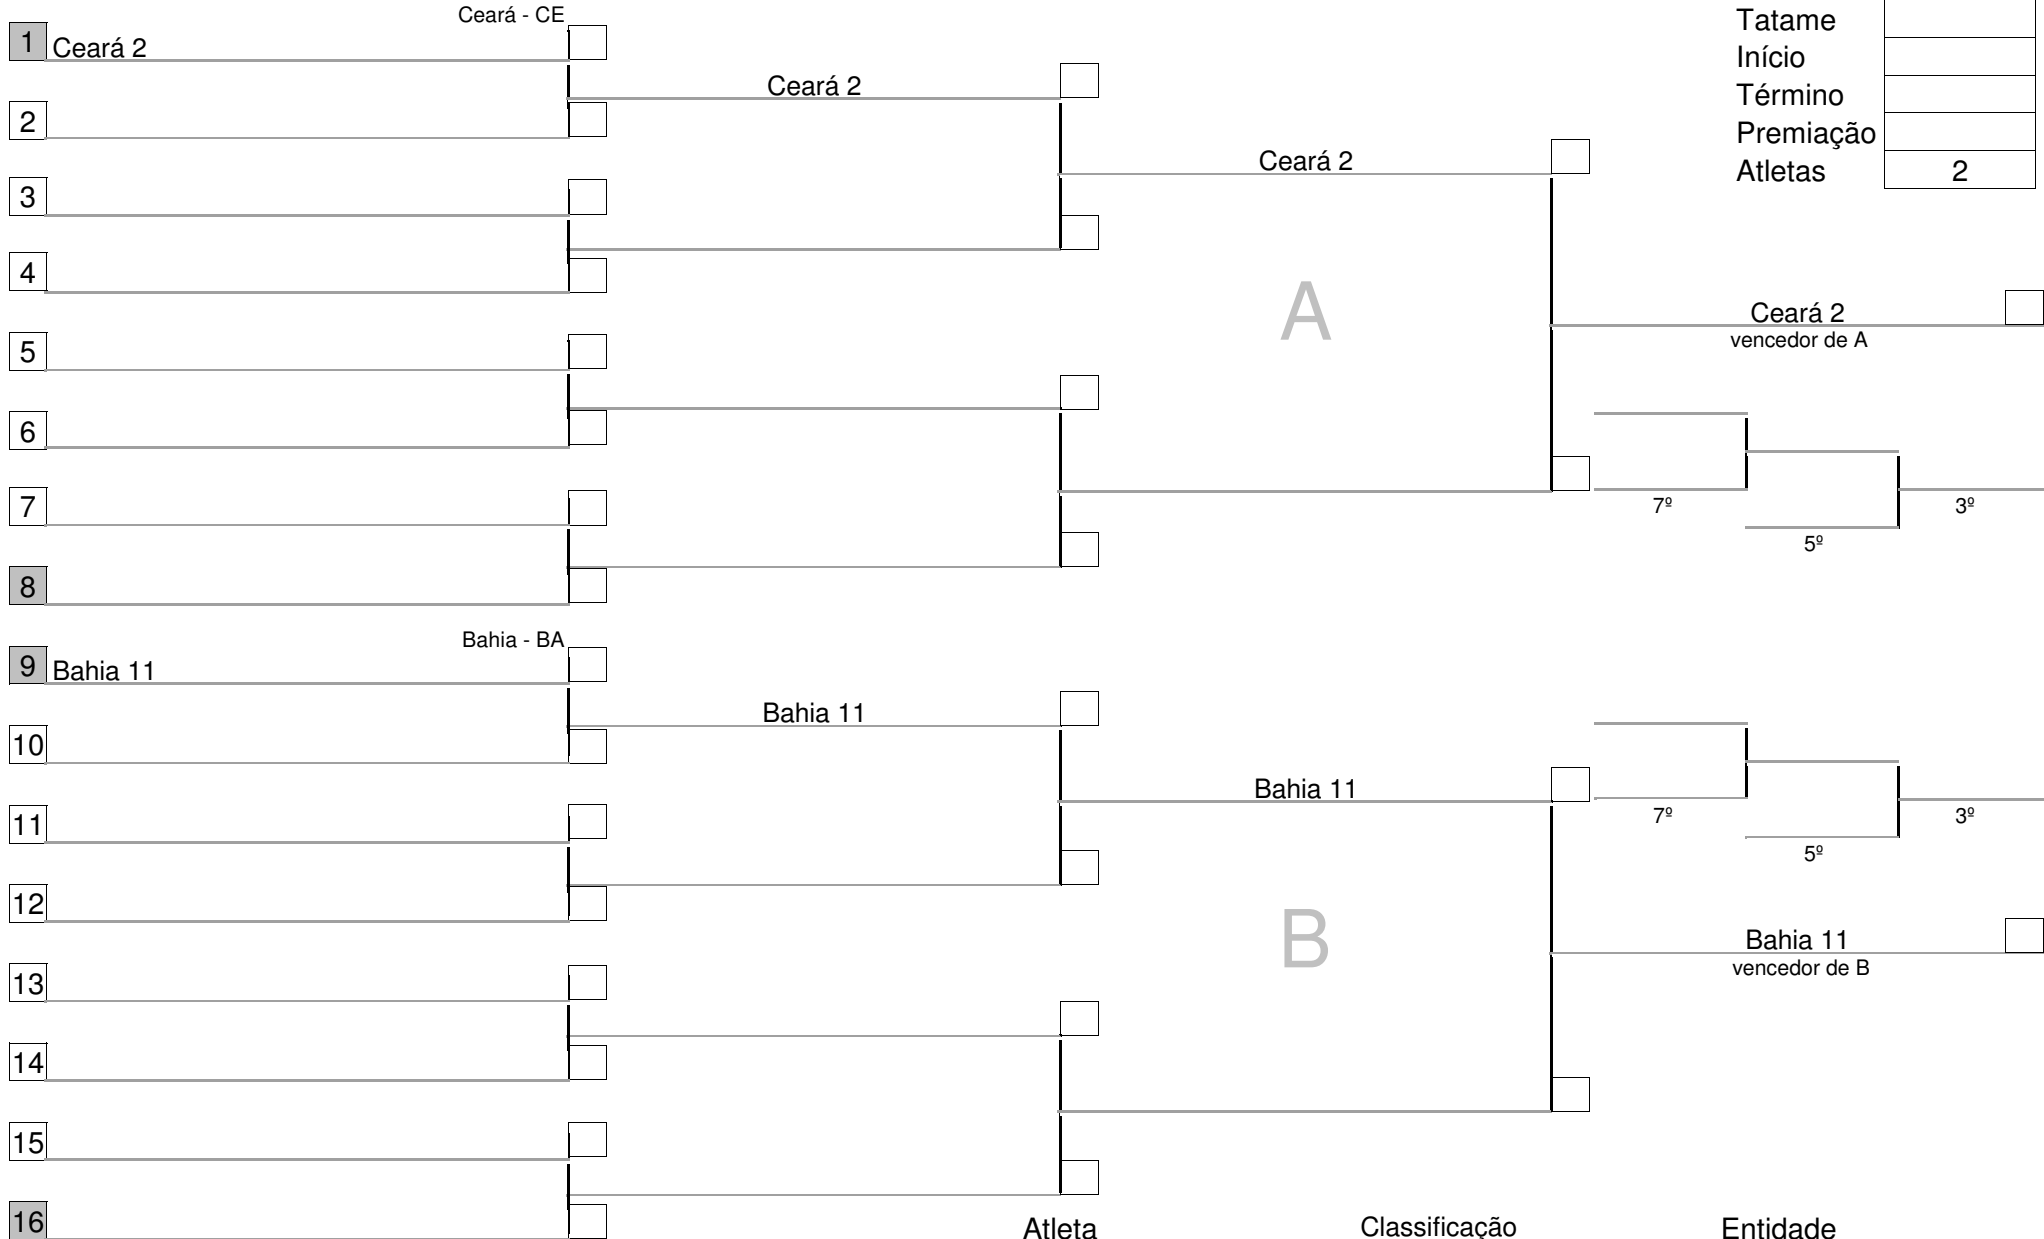 Ceará - CE
1 Ceará 2
Ceará 2
2
3
4
5
6
7
8
Ceará 2
A
Tatame
Início
Término
Premiação
Atletas 2
Ceará 2
vencedor de A
7º
5º
3º
Bahia - BA
9 Bahia 11
Bahia 11
10
11
12
13
14
15
16
Bahia 11
B
7º
5º
3º
Bahia 11
vencedor de B
Atleta Classificação Entidade